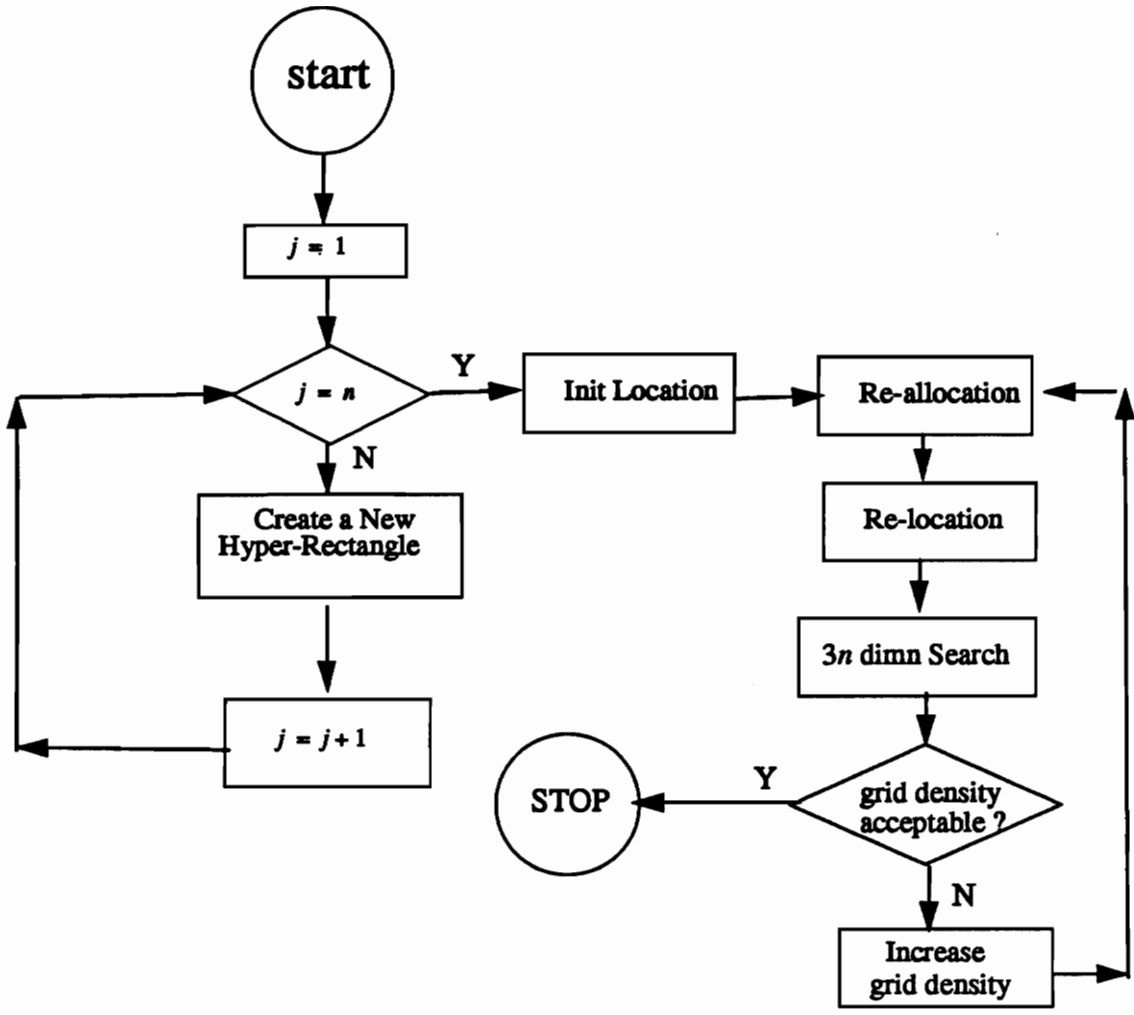 start
j = 1
j = n
Y
N
Create a New
Hyper-Rectangle
j = j+1
Init Location
Re-allocation
Re-location
3n dimn Search
grid density
acceptable ?
Y
STOP
N
Increase
grid density